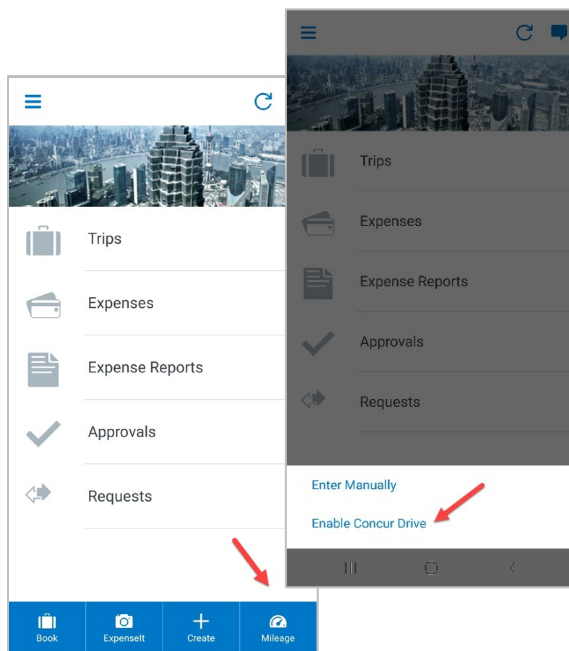 Trips
Expenses
Expense Reports
Approvals
Requests
Book
ExpenseIt
Create
Mileage
Trips
Expenses
Expense Reports
Approvals
Requests
Enter Manually
Enable Concur Drive